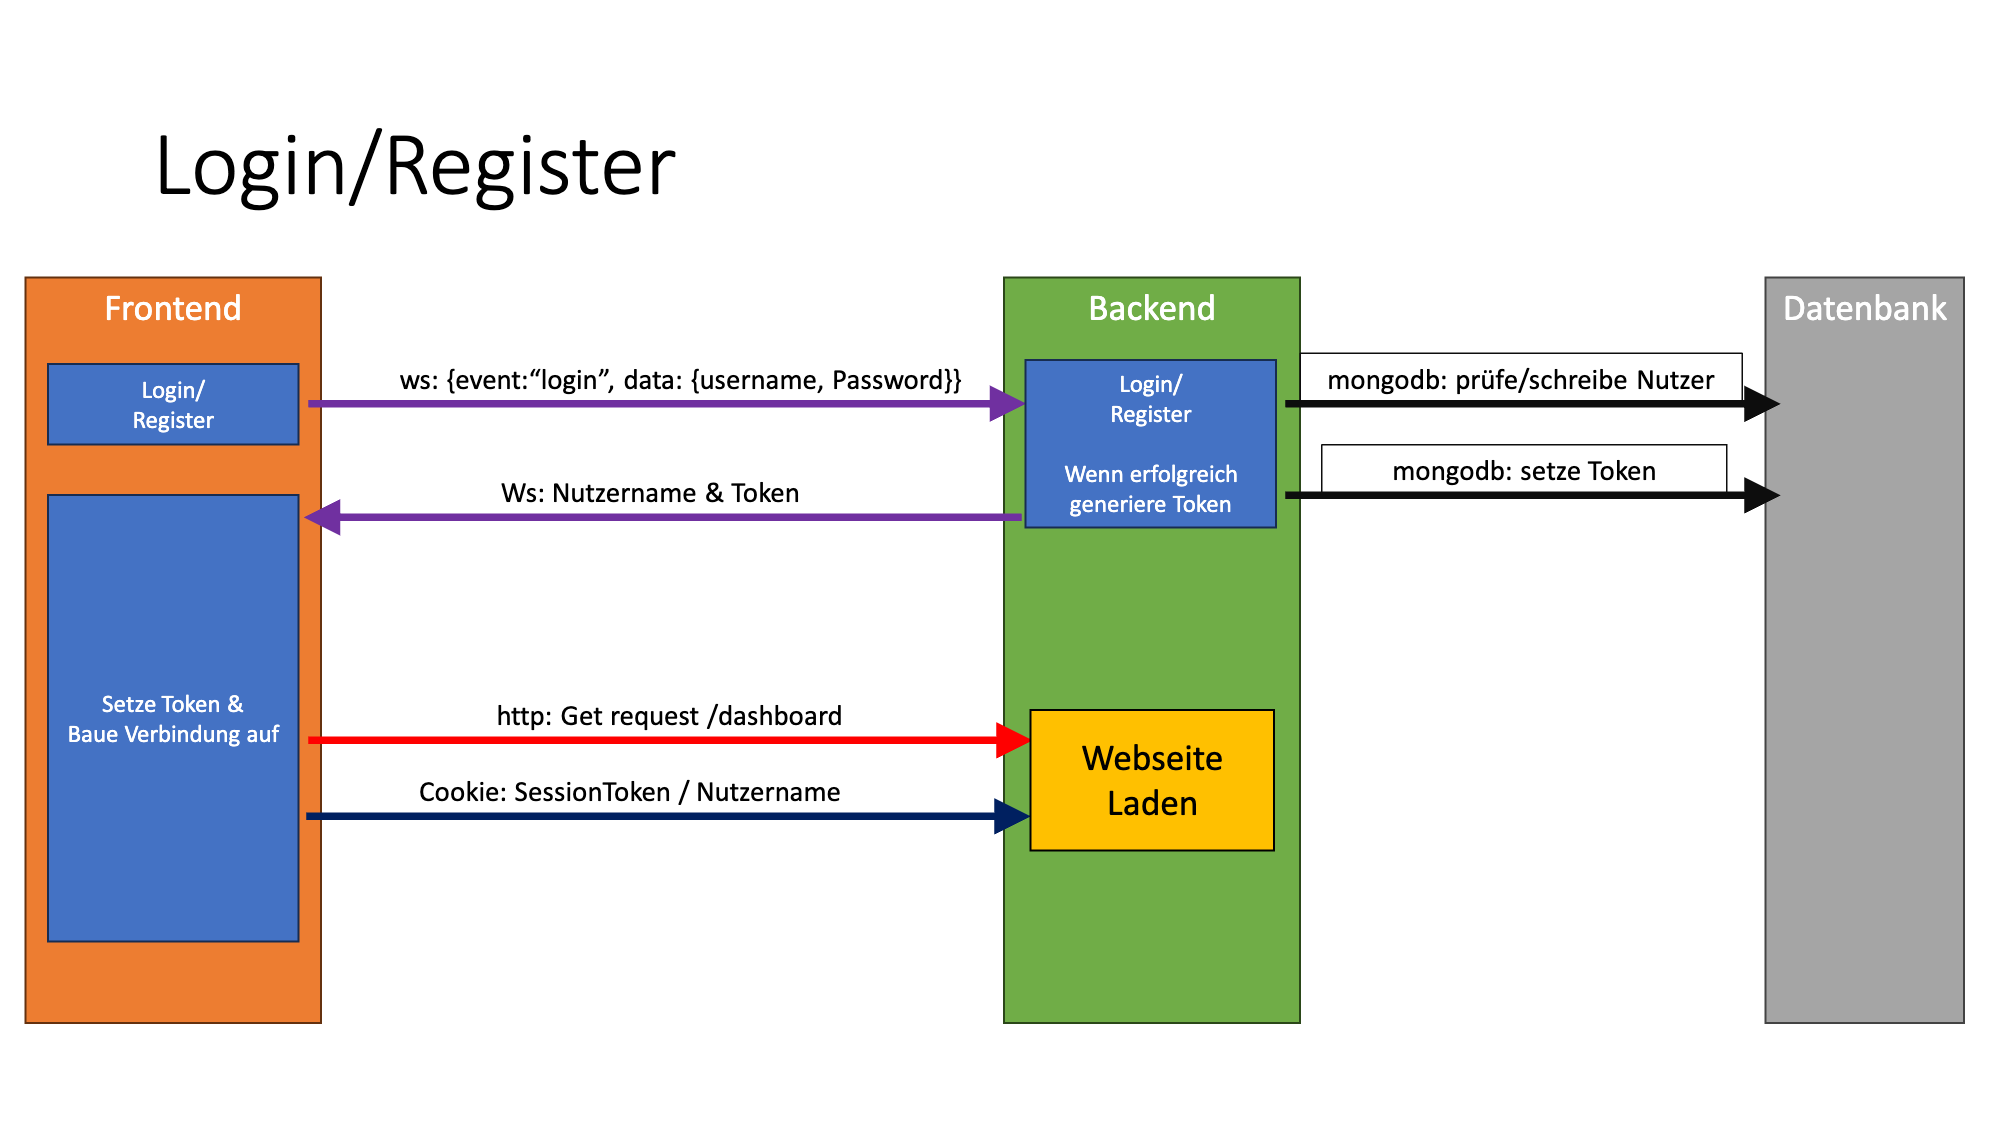 Login/Register
Frontend
Backend
Datenbank
Login/
Register
ws: {event:“login”, data: {username, Password}}
Login/
Register
Wenn erfolgreich
generiere Token
mongodb: prüfe/schreibe Nutzer
mongodb: setze Token
Ws: Nutzername & Token
Setze Token &
Baue Verbindung auf
http: Get request /dashboard
Cookie: SessionToken / Nutzername
Webseite
Laden